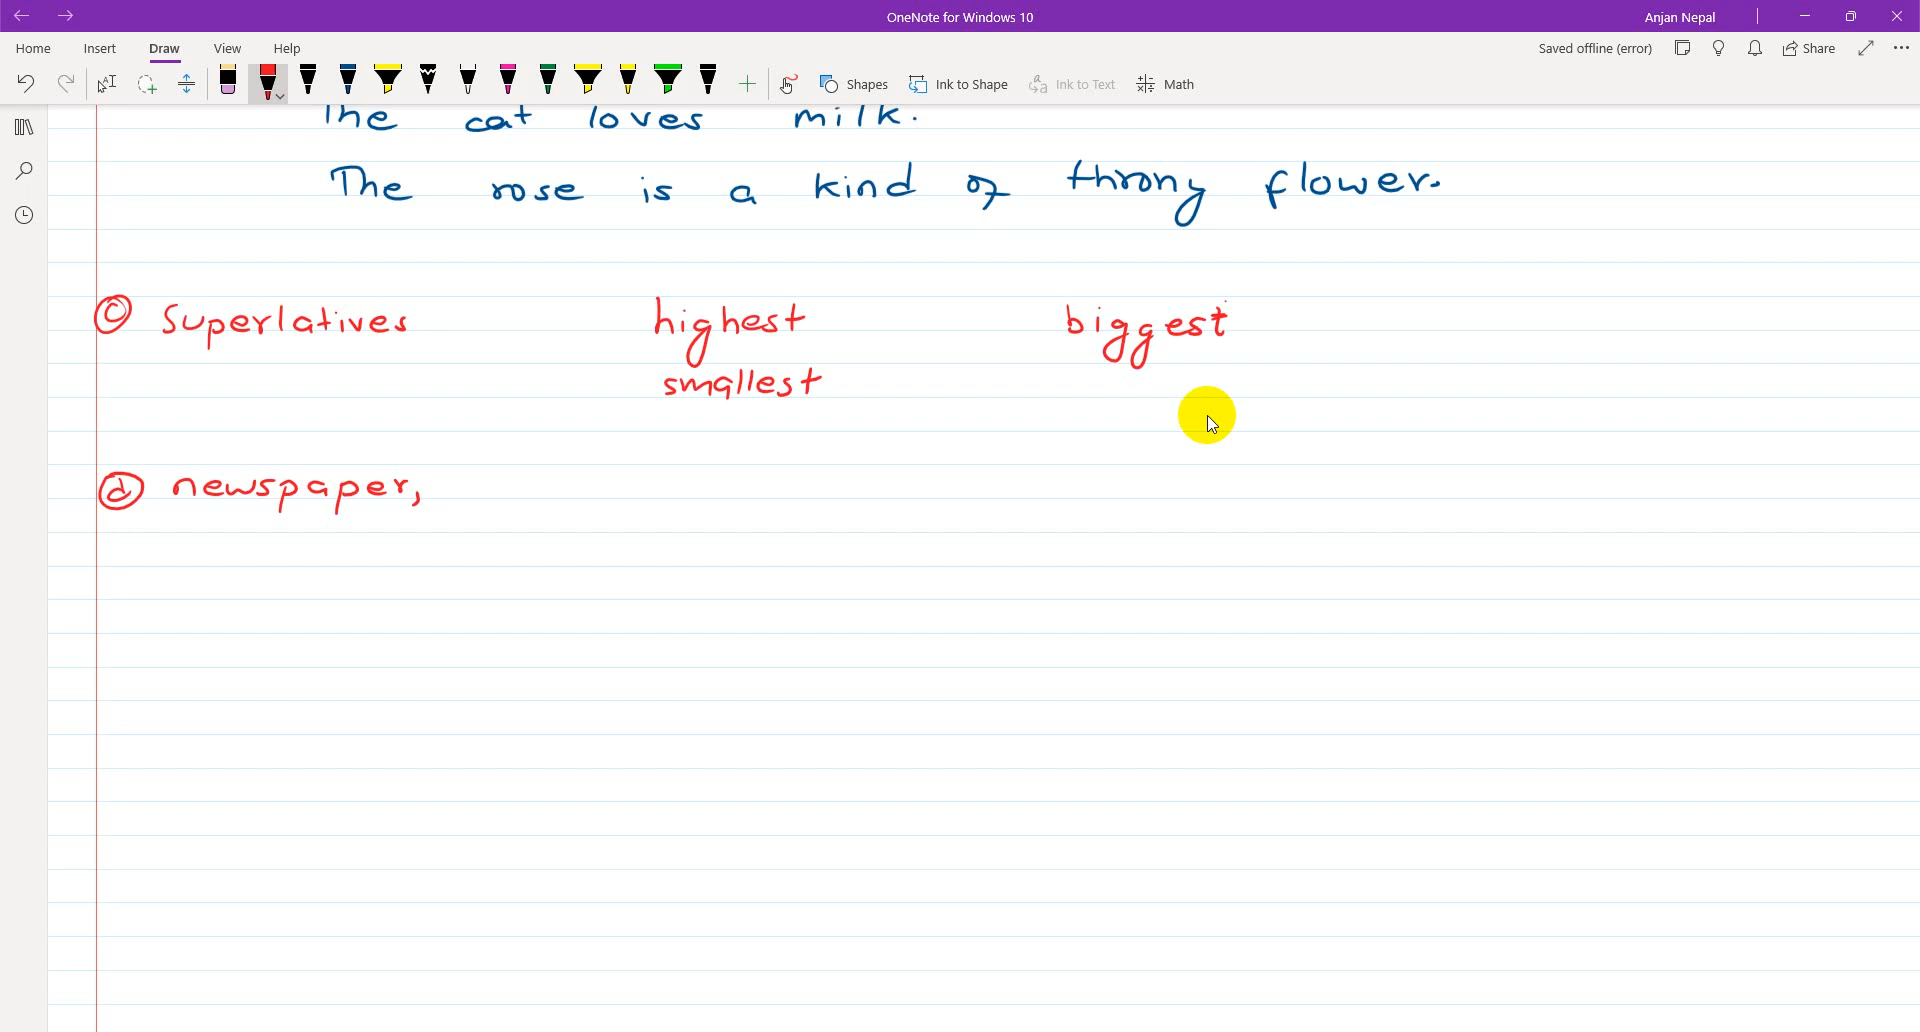 OneNote for Windows 10
Anjan Nepal
Home Insert Draw View Help
Saved offline (error) Share
Shapes Ink to Shape Ink to Text Math
The cat loves milk.
The rose is a kind of throny flower.
© Superlatives highest biggest
smallest
ⓓ newspaper,